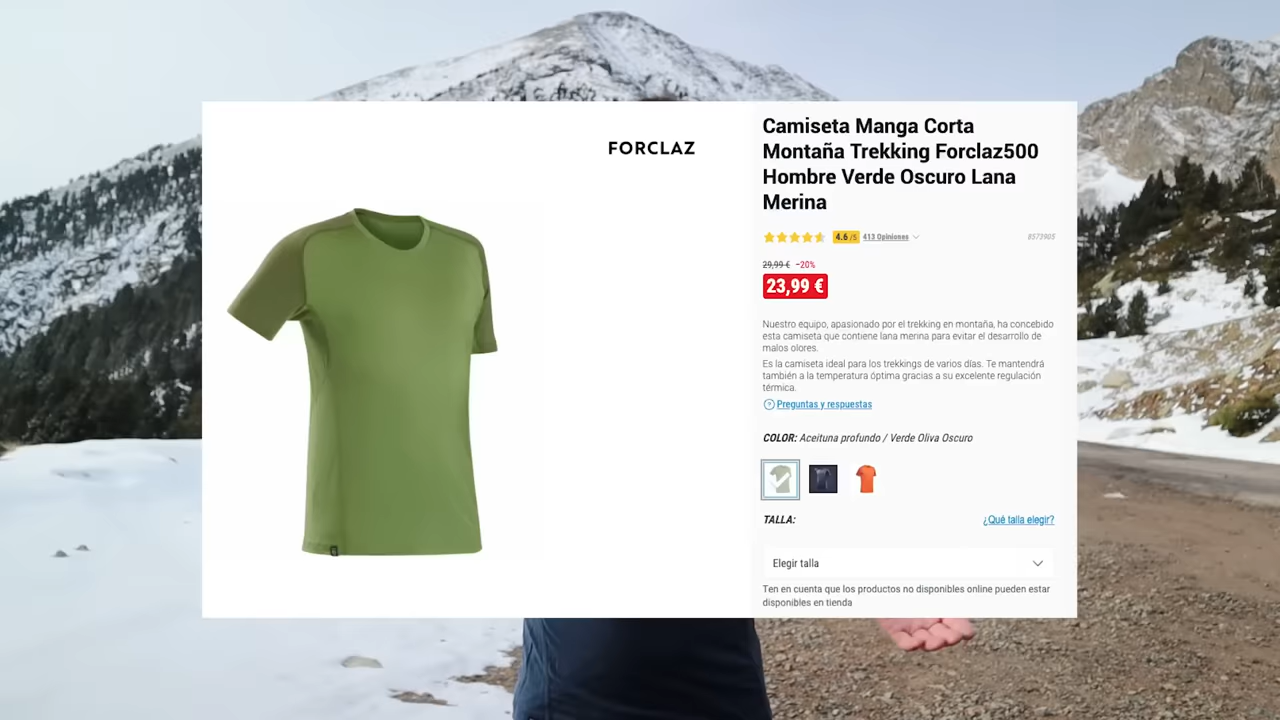 FORCLAZ
Camiseta Manga Corta
Montaña Trekking Forclaz500
Hombre Verde Oscuro Lana
Merina
4.6 /5 413 Opiniones
8573905
29,99 € −20%
23,99 €
Nuestro equipo, apasionado por el trekking en montaña, ha concebido
esta camiseta que contiene lana merina para evitar el desarrollo de
malos olores.
Es la camiseta ideal para los trekkings de varios días. Te mantendrá
también a la temperatura óptima gracias a su excelente regulación
térmica.
? Preguntas y respuestas
COLOR: Aceituna profundo / Verde Oliva Oscuro
TALLA: ¿Qué talla elegir?
Elegir talla
Ten en cuenta que los productos no disponibles online pueden estar
disponibles en tienda